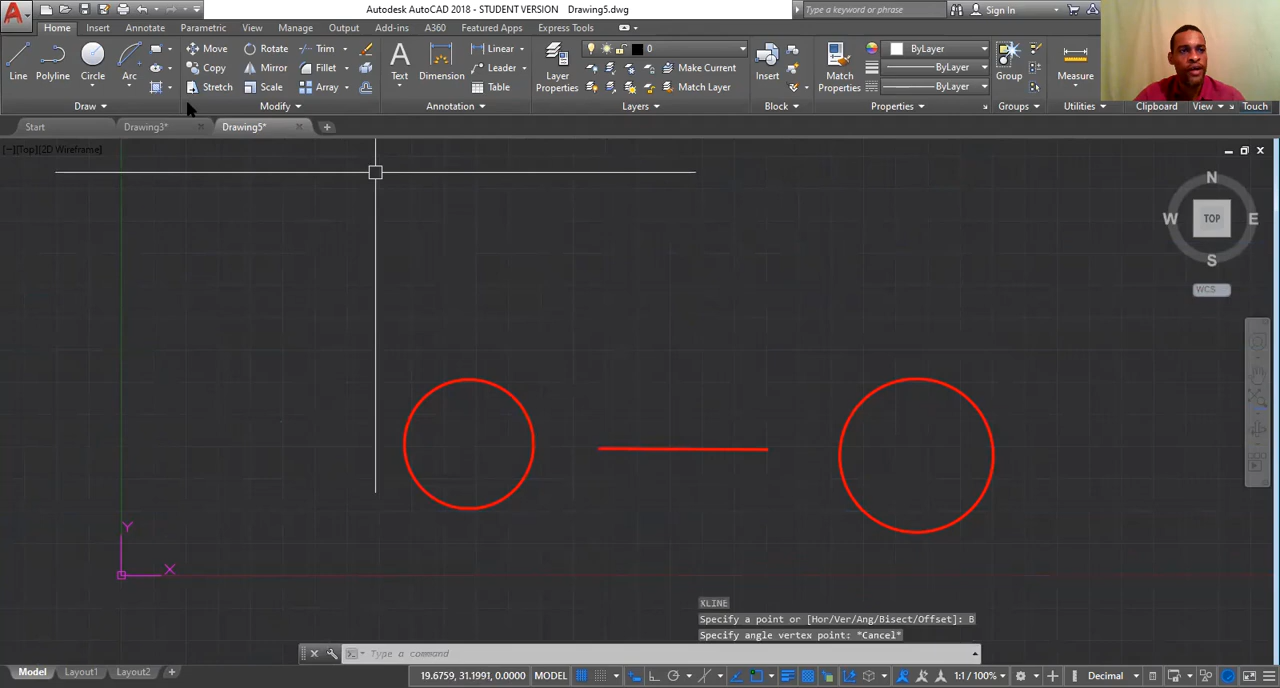 Autodesk AutoCAD 2018 - STUDENT VERSION Drawing5.dwg
Type a keyword or phrase
Sign In
Home Insert Annotate Parametric View Manage Output Add-ins A360 Featured Apps Express Tools
Line
Polyline
Circle
Arc
Move
Copy
Stretch
Rotate
Mirror
Scale
Trim
Fillet
Array
Text
Dimension
Linear
Leader
Table
Layer Properties
0
Make Current
Match Layer
Insert
Match Properties
ByLayer
ByLayer
ByLayer
Group
Measure
Draw
Modify
Annotation
Layers
Block
Properties
Groups
Utilities
Clipboard
View
Touch
Start
Drawing3*
Drawing5*
[−][Top][2D Wireframe]
N
W
TOP
E
S
WCS
Y
X
XLINE
Specify a point or [Hor/Ver/Ang/Bisect/Offset]: B
Specify angle vertex point: *Cancel*
Type a command
Model
Layout1
Layout2
19.6759, 31.1991, 0.0000
MODEL
1:1 / 100%
Decimal